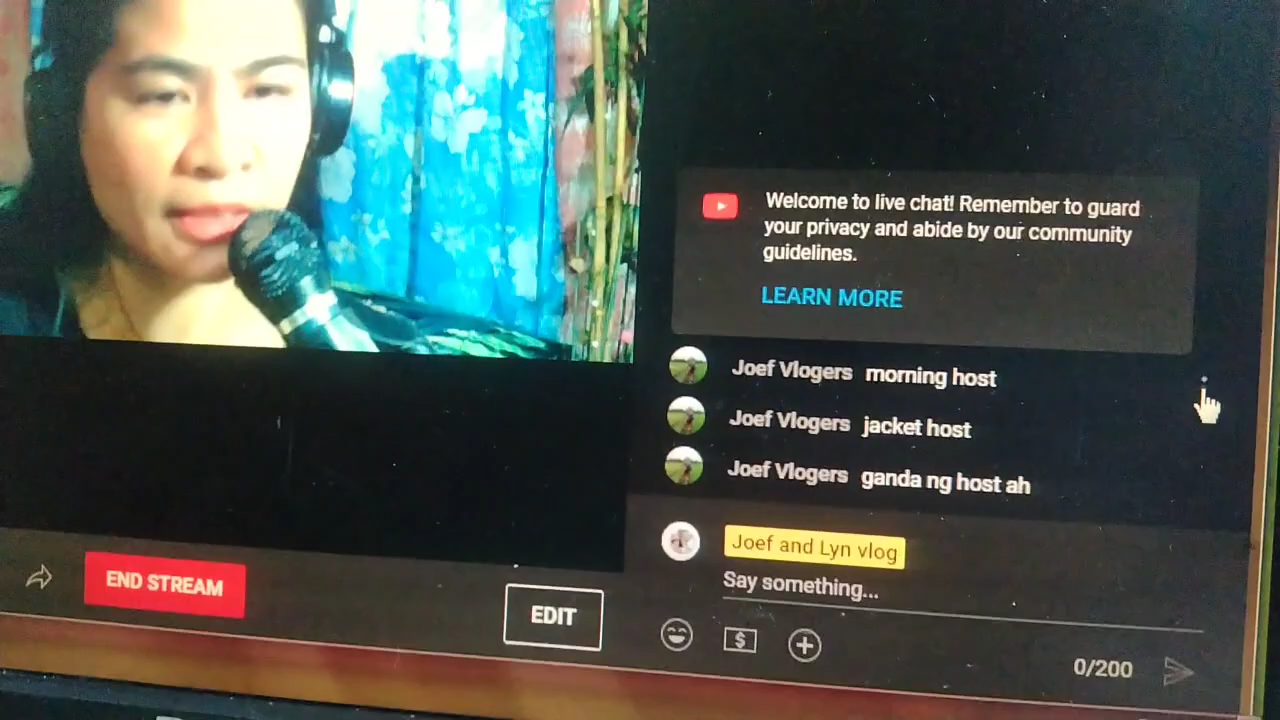 Welcome to live chat! Remember to guard
your privacy and abide by our community
guidelines.
LEARN MORE
Joef Vlogers morning host
Joef Vlogers jacket host
Joef Vlogers ganda ng host ah
Joef and Lyn vlog
Say something...
END STREAM
EDIT
$
0/200